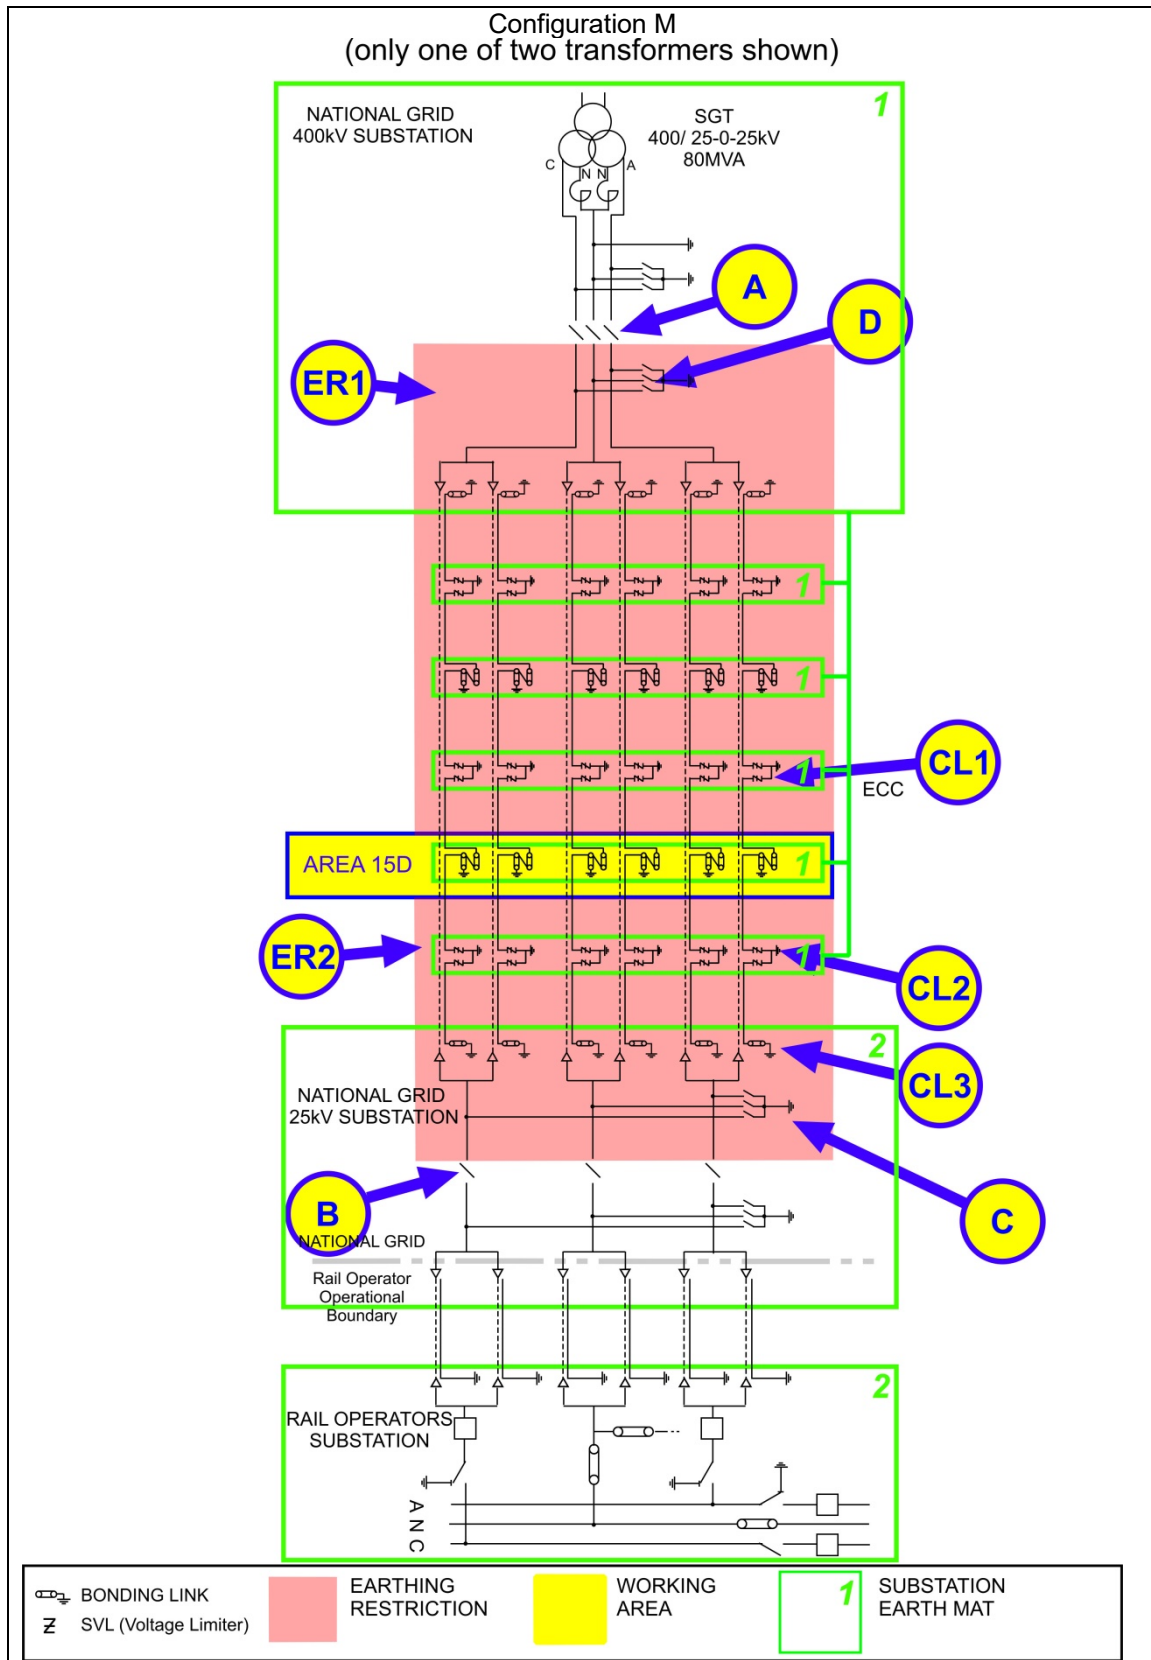 Configuration M
(only one of two transformers shown)
NATIONAL GRID
400kV SUBSTATION
SGT
400/ 25-0-25kV
80MVA
1
C
N N
A
A
D
ER1
1
1
CL1
1
ECC
AREA 15D
1
ER2
1
CL2
2
CL3
NATIONAL GRID
25kV SUBSTATION
B
C
NATIONAL GRID
Rail Operator
Operational
Boundary
2
RAIL OPERATORS
SUBSTATION
A
N
C
BONDING LINK
SVL (Voltage Limiter)
EARTHING
RESTRICTION
WORKING
AREA
1
SUBSTATION
EARTH MAT